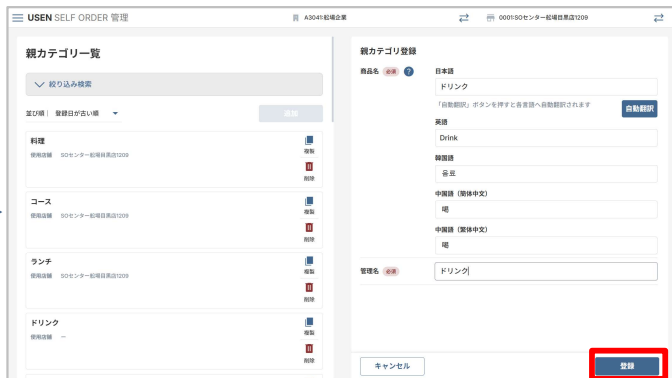 USEN SELF ORDER 管理
A3041:舩場企業
0001:SOセンター舩場目黒店1209
親カテゴリ一覧
絞り込み検索
並び順 登録日が古い順
追加
料理
使用店舗 SOセンター舩場目黒店1209
複製
削除
コース
使用店舗 SOセンター舩場目黒店1209
複製
削除
ランチ
使用店舗 SOセンター舩場目黒店1209
複製
削除
ドリンク
使用店舗 —
複製
削除
親カテゴリ登録
商品名 必須 ?
日本語
ドリンク
「自動翻訳」ボタンを押すと各言語へ自動翻訳されます
自動翻訳
英語
Drink
韓国語
음료
中国語（簡体中文）
喝
中国語（繁体中文）
喝
管理名 必須
ドリンク
キャンセル
登録